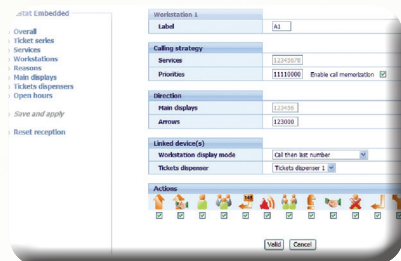 Embedded
Overall
Ticket series
Services
Workstations
Reasons
Main displays
Tickets dispensers
Open hours
Save and apply
Reset reception
Workstation 1
Label A1
Calling strategy
Services 12345678
Priorities 11110000 Enable call memorization
Direction
Main displays 123456
Arrows 123000
Linked device(s)
Workstation display mode Call then last number
Tickets dispenser Tickets dispenser 1
Actions
Valid Cancel